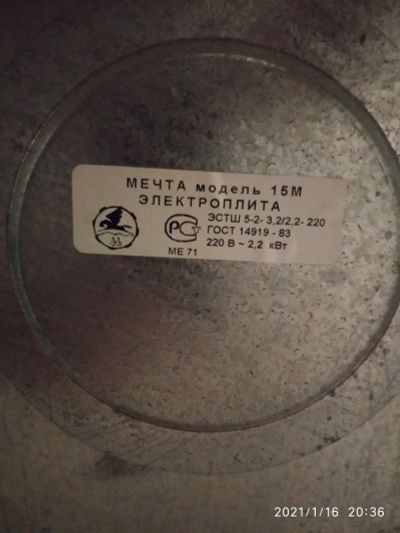 МЕЧТА модель 15М
ЭЛЕКТРОПЛИТА
ЭСТШ 5-2- 3,2/2,2- 220
ГОСТ 14919 - 83
220 В ~ 2,2 кВт
РСТ
МЕ 71
2021/1/16 20:36